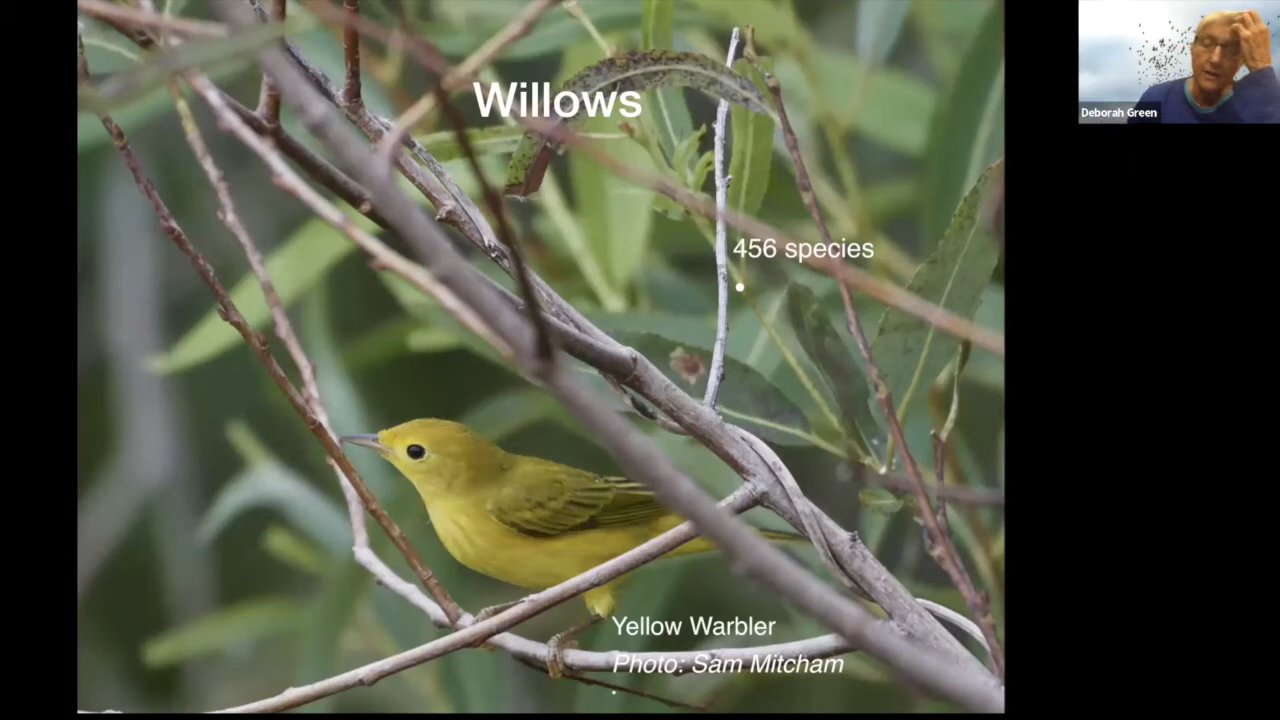 Willows
456 species
Yellow Warbler
Photo: Sam Mitcham
Deborah Green